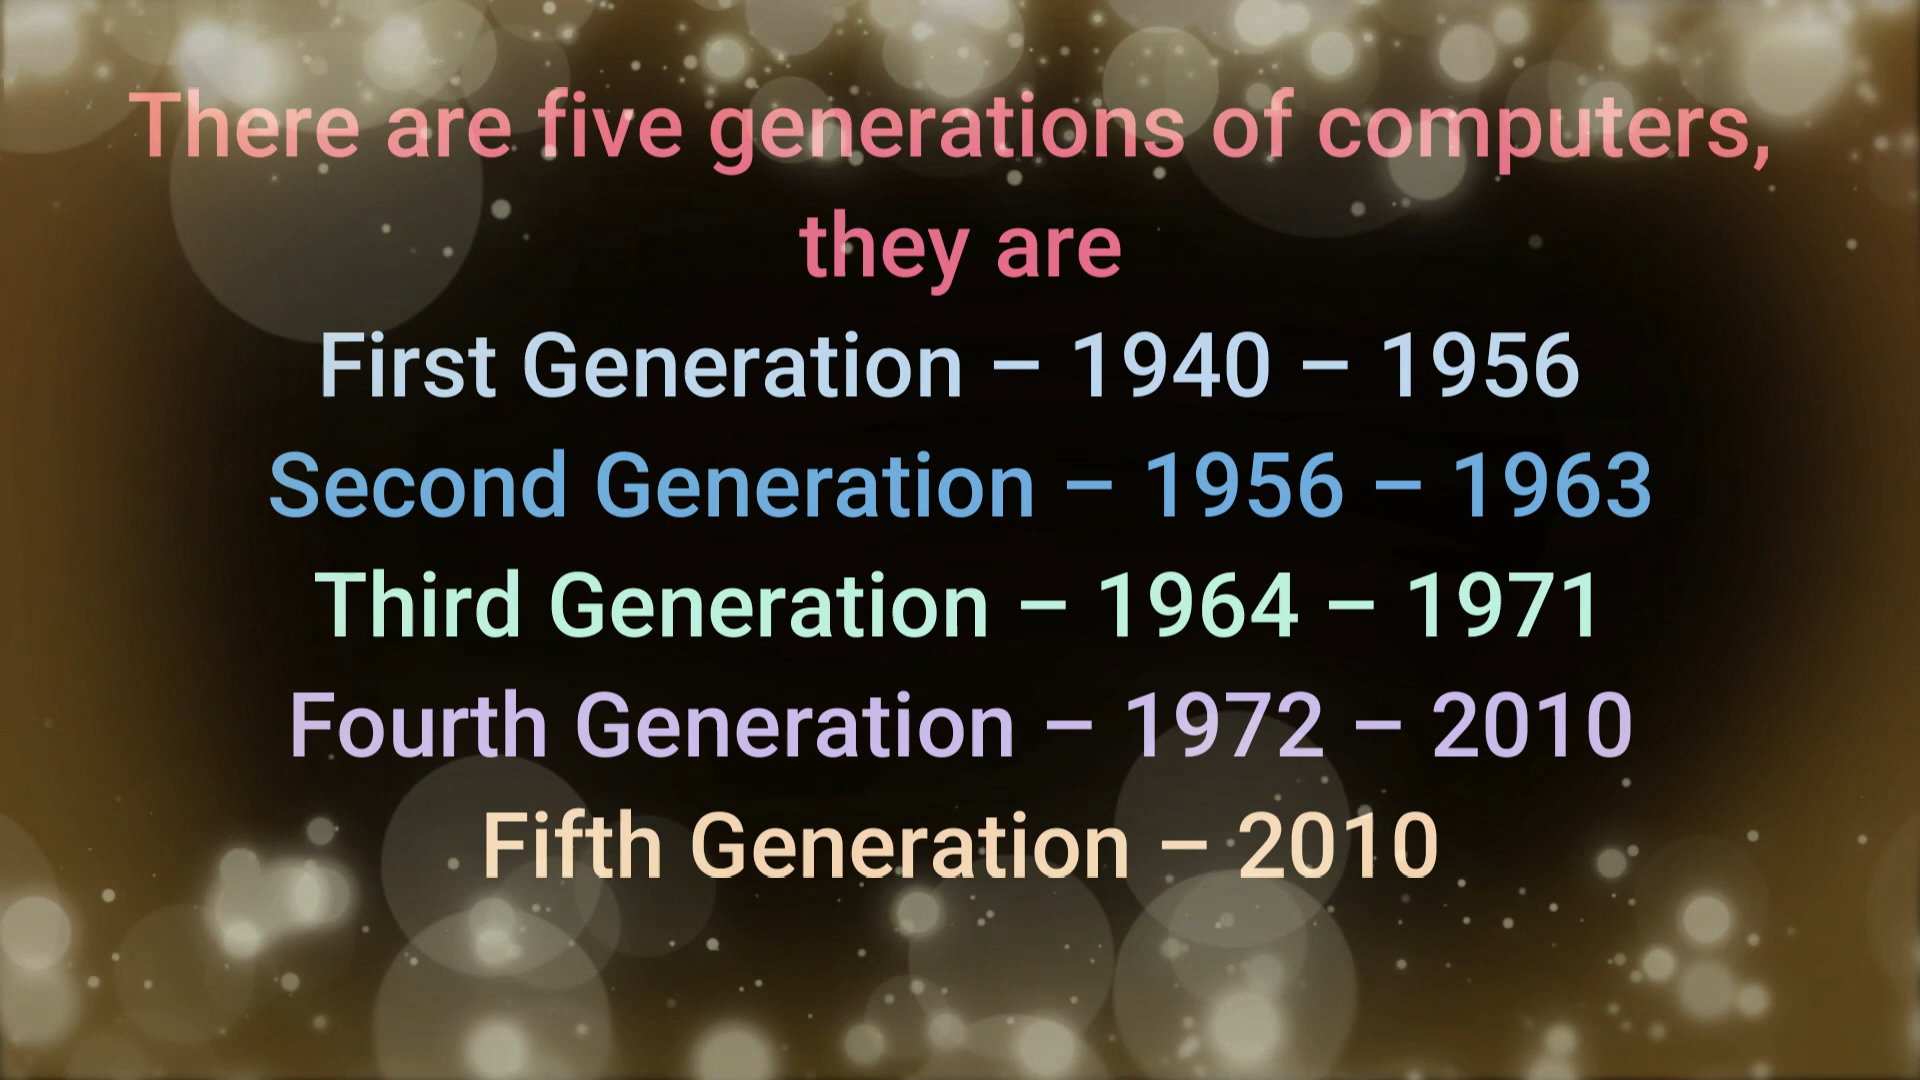 There are five generations of computers,
they are
First Generation – 1940 – 1956
Second Generation – 1956 – 1963
Third Generation – 1964 – 1971
Fourth Generation – 1972 – 2010
Fifth Generation – 2010